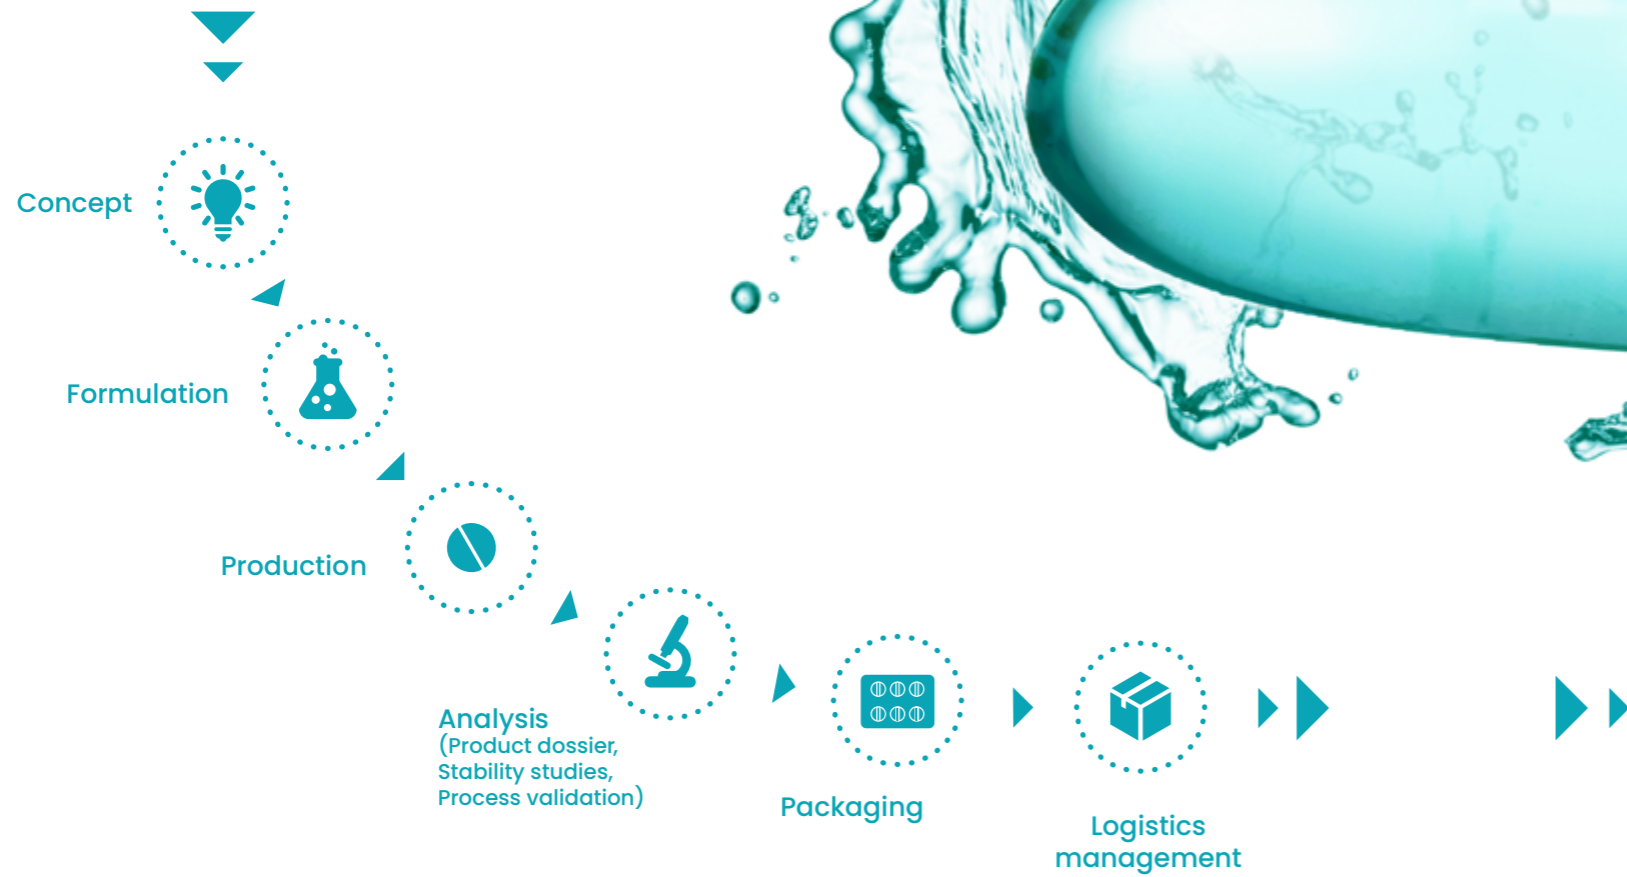 Concept
Formulation
Production
Analysis
(Product dossier,
Stability studies,
Process validation)
Packaging
Logistics
management